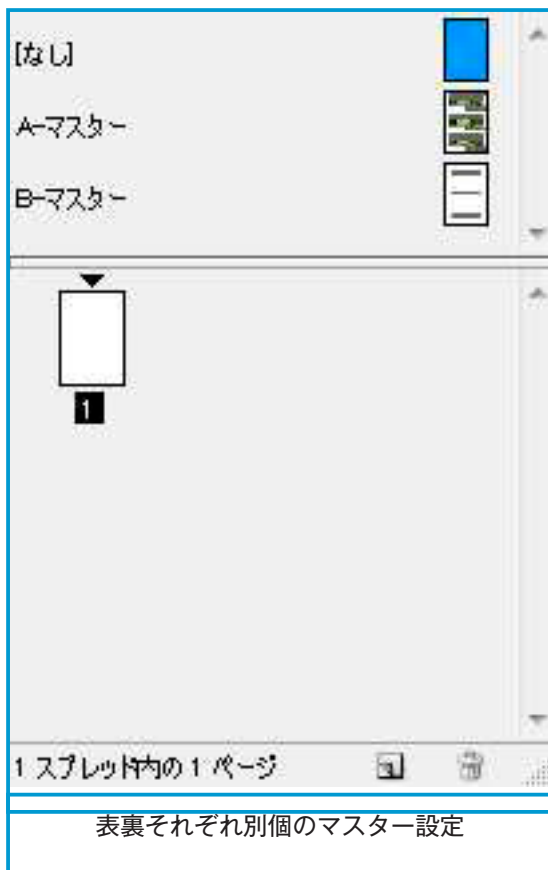 [なし]
A-マスター
B-マスター
1
1 スプレッド内の 1 ページ
表裏それぞれ別個のマスター設定